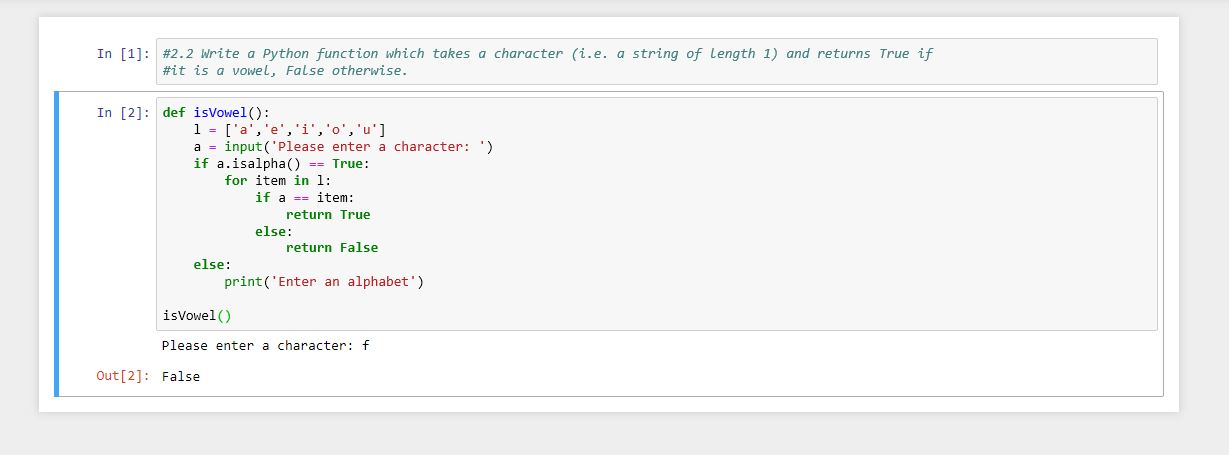 In [1]: #2.2 Write a Python function which takes a character (i.e. a string of length 1) and returns True if
#it is a vowel, False otherwise.
In [2]: def isVowel():
    l = ['a','e','i','o','u']
    a = input('Please enter a character: ')
    if a.isalpha() == True:
        for item in l:
            if a == item:
                return True
            else:
                return False
    else:
        print('Enter an alphabet')
isVowel()
Please enter a character: f
Out[2]: False